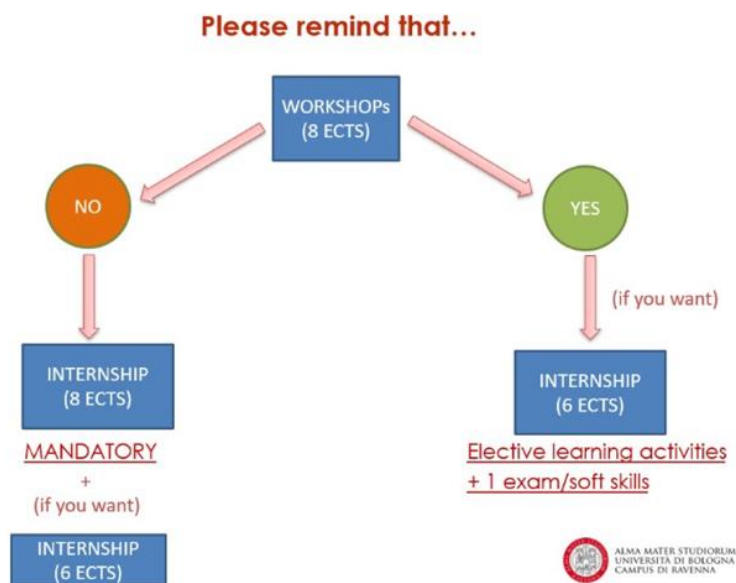 Please remind that...
WORKSHOPs
(8 ECTS)
NO
YES
(if you want)
INTERNSHIP
(8 ECTS)
INTERNSHIP
(6 ECTS)
MANDATORY
+
(if you want)
Elective learning activities
+ 1 exam/soft skills
INTERNSHIP
(6 ECTS)
ALMA MATER STUDIORUM
UNIVERSITÀ DI BOLOGNA
CAMPUS DI RAVENNA